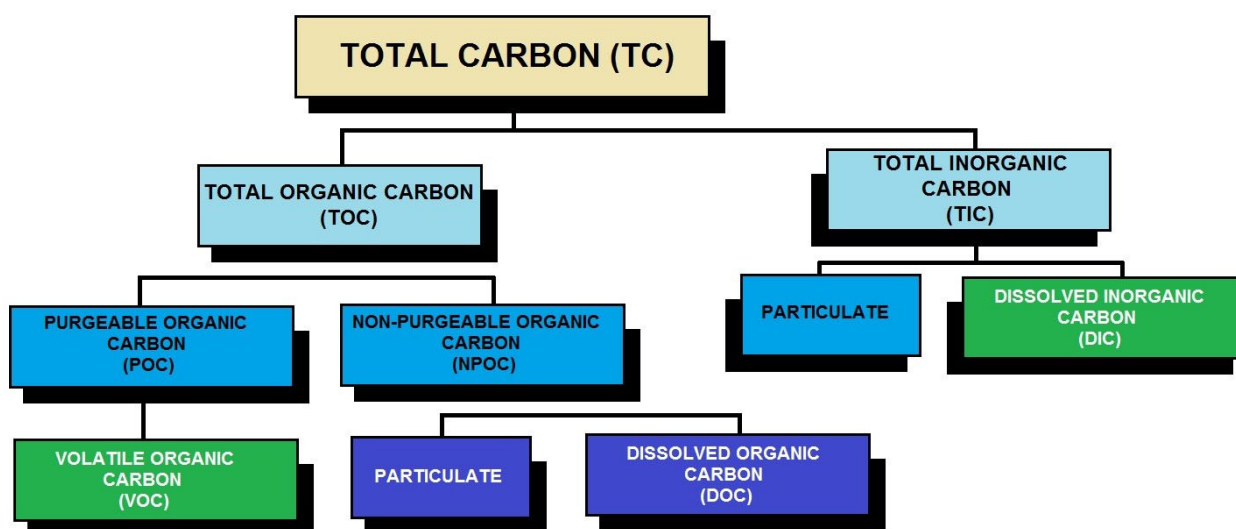 TOTAL CARBON (TC)
TOTAL ORGANIC CARBON
(TOC)
TOTAL INORGANIC
CARBON
(TIC)
PURGEABLE ORGANIC
CARBON
(POC)
NON-PURGEABLE ORGANIC
CARBON
(NPOC)
PARTICULATE
DISSOLVED INORGANIC
CARBON
(DIC)
VOLATILE ORGANIC
CARBON
(VOC)
PARTICULATE
DISSOLVED ORGANIC
CARBON
(DOC)